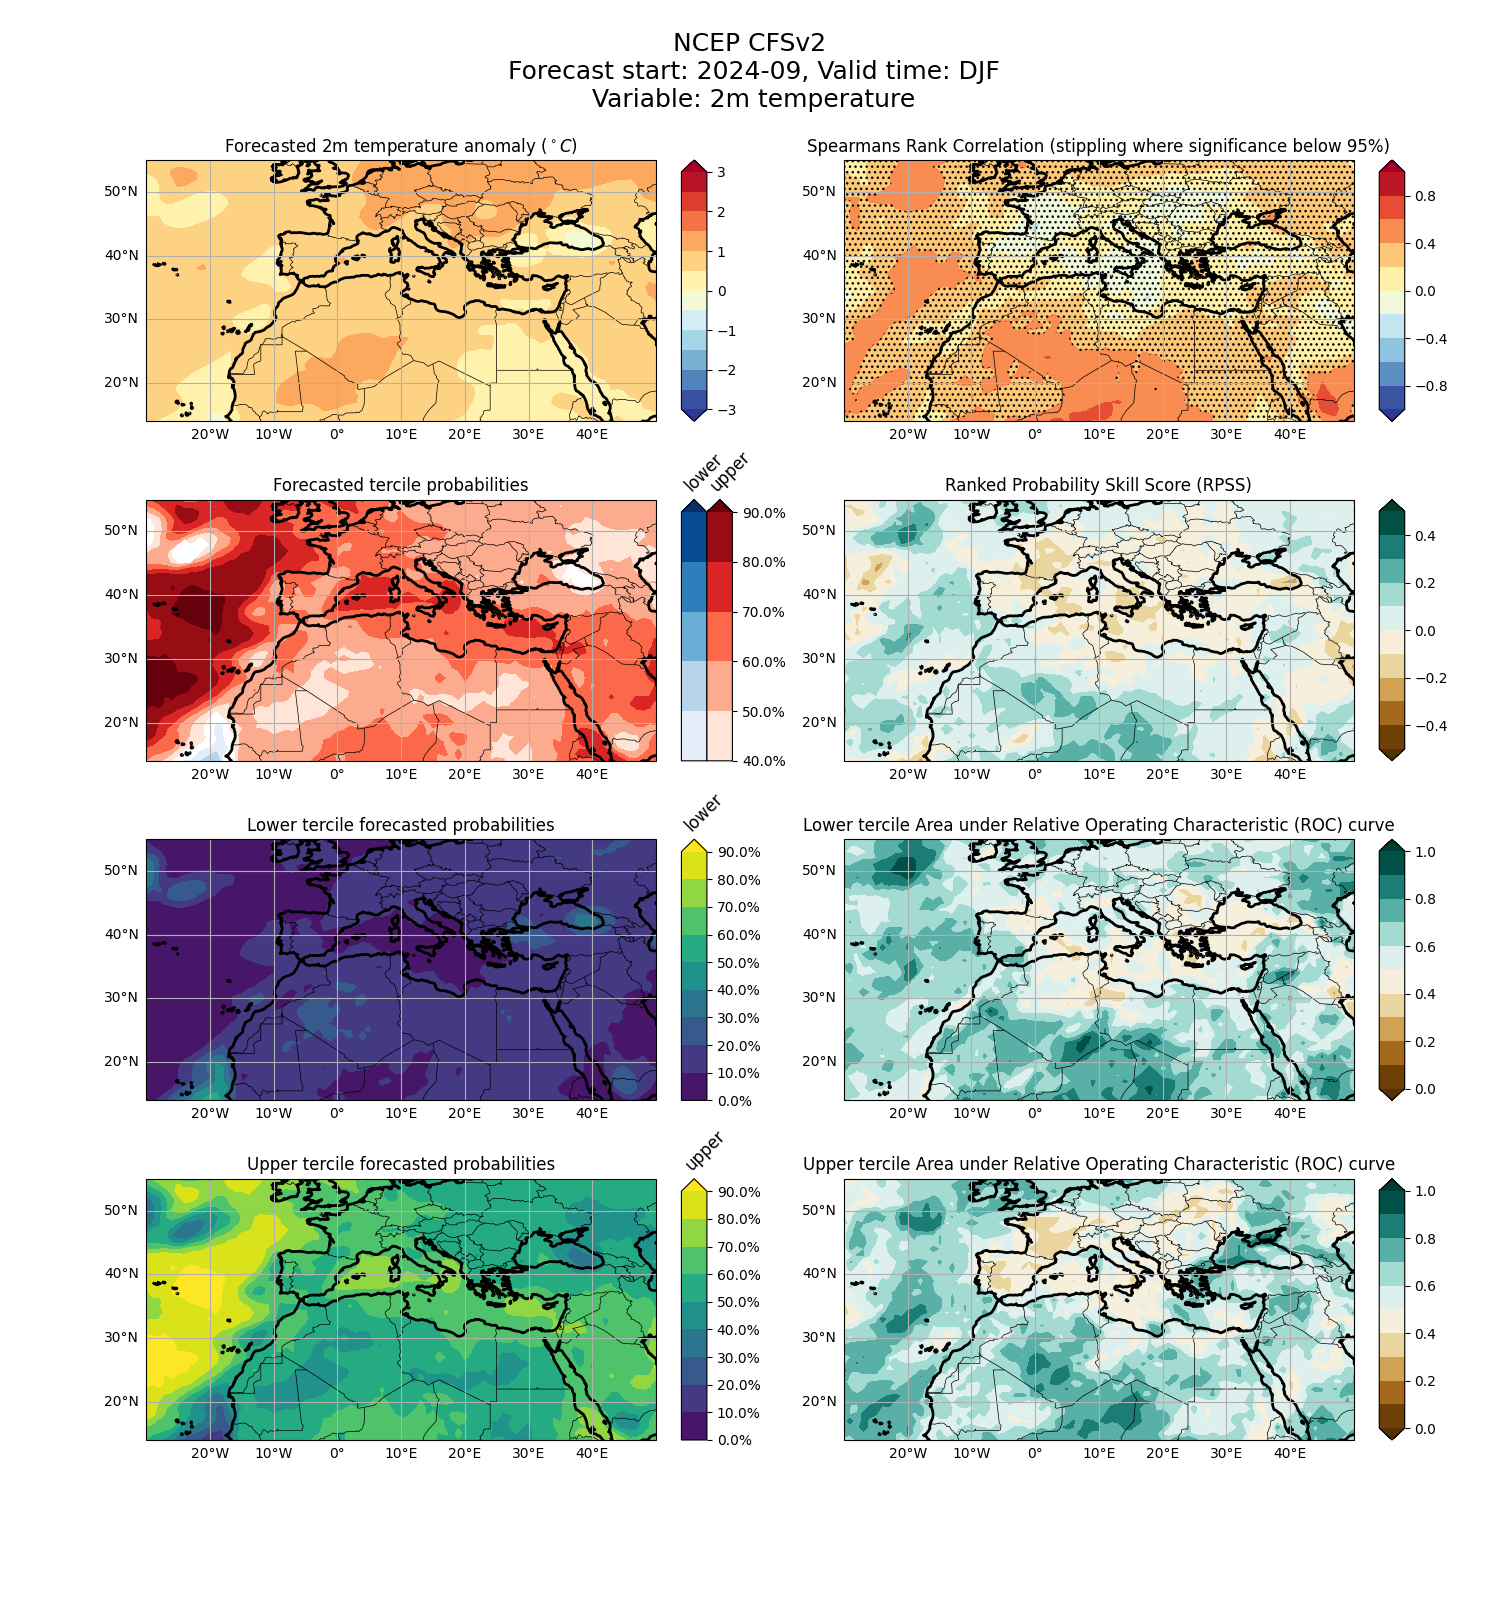 NCEP CFSv2
Forecast start: 2024-09, Valid time: DJF
Variable: 2m temperature
Forecasted 2m temperature anomaly (°C)
50°N
40°N
30°N
20°N
20°W 10°W 0° 10°E 20°E 30°E 40°E
3
2
1
0
−1
−2
−3
Spearmans Rank Correlation (stippling where significance below 95%)
50°N
40°N
30°N
20°N
20°W 10°W 0° 10°E 20°E 30°E 40°E
0.8
0.4
0.0
−0.4
−0.8
Forecasted tercile probabilities
50°N
40°N
30°N
20°N
20°W 10°W 0° 10°E 20°E 30°E 40°E
lower
upper
90.0%
80.0%
70.0%
60.0%
50.0%
40.0%
Ranked Probability Skill Score (RPSS)
50°N
40°N
30°N
20°N
20°W 10°W 0° 10°E 20°E 30°E 40°E
0.4
0.2
0.0
−0.2
−0.4
Lower tercile forecasted probabilities
50°N
40°N
30°N
20°N
20°W 10°W 0° 10°E 20°E 30°E 40°E
lower
90.0%
80.0%
70.0%
60.0%
50.0%
40.0%
30.0%
20.0%
10.0%
0.0%
Lower tercile Area under Relative Operating Characteristic (ROC) curve
50°N
40°N
30°N
20°N
20°W 10°W 0° 10°E 20°E 30°E 40°E
1.0
0.8
0.6
0.4
0.2
0.0
Upper tercile forecasted probabilities
50°N
40°N
30°N
20°N
20°W 10°W 0° 10°E 20°E 30°E 40°E
upper
90.0%
80.0%
70.0%
60.0%
50.0%
40.0%
30.0%
20.0%
10.0%
0.0%
Upper tercile Area under Relative Operating Characteristic (ROC) curve
50°N
40°N
30°N
20°N
20°W 10°W 0° 10°E 20°E 30°E 40°E
1.0
0.8
0.6
0.4
0.2
0.0